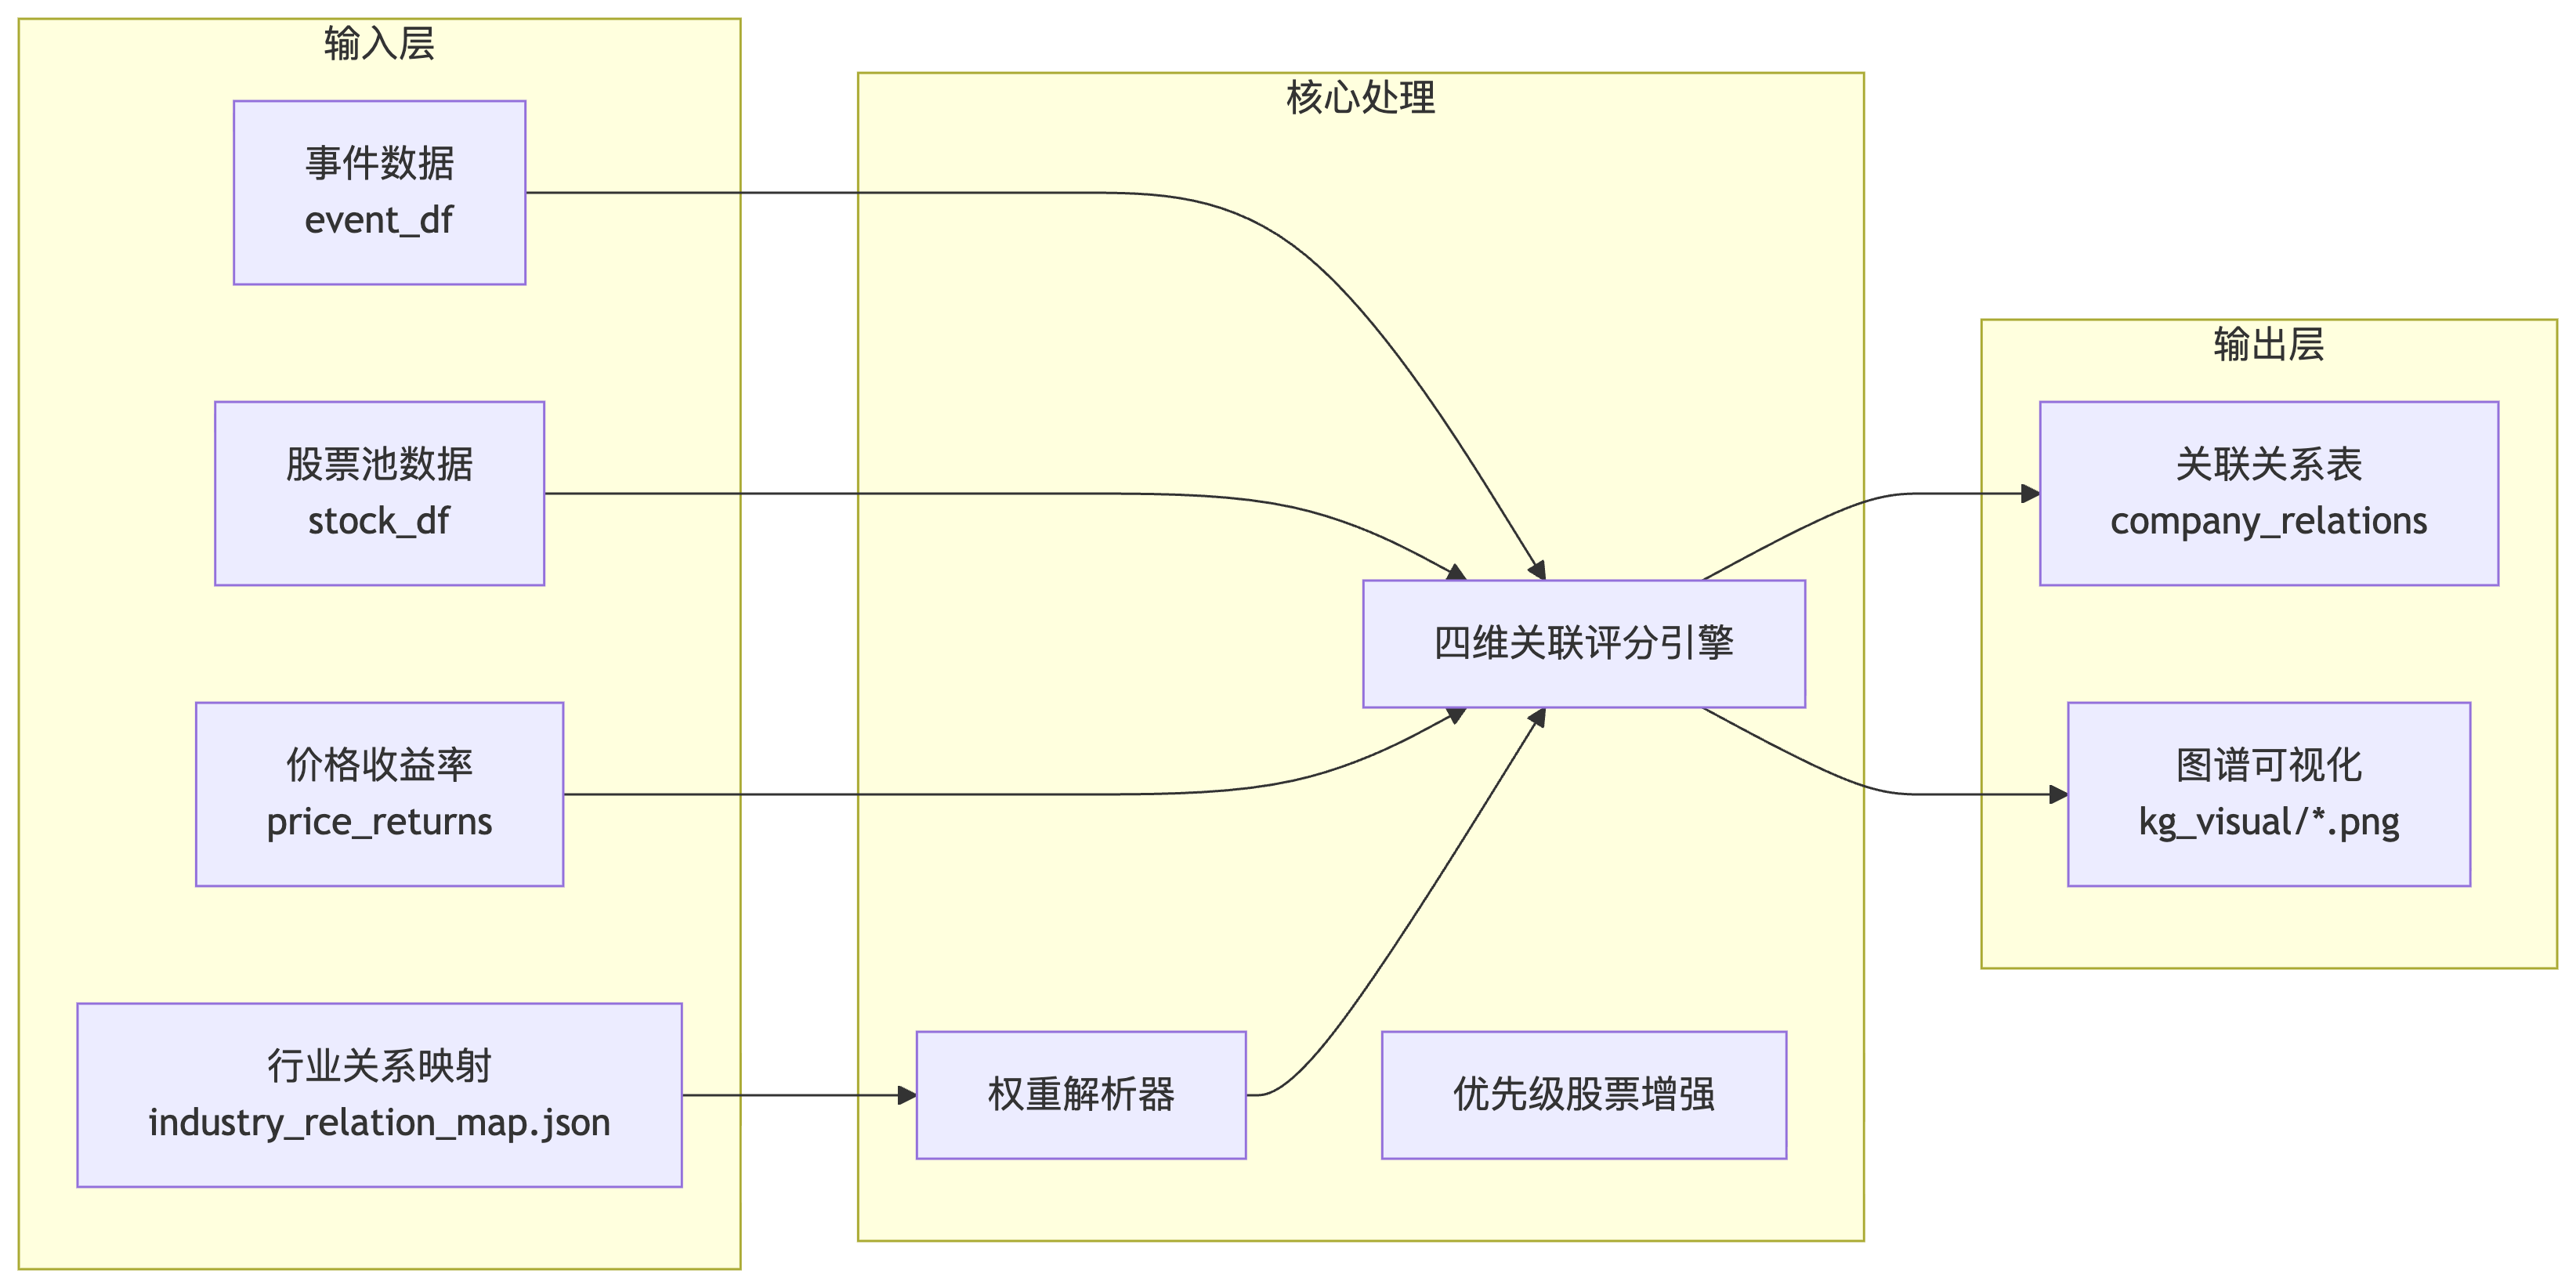 输入层
事件数据
event_df
股票池数据
stock_df
价格收益率
price_returns
行业关系映射
industry_relation_map.json
核心处理
四维关联评分引擎
权重解析器
优先级股票增强
输出层
关联关系表
company_relations
图谱可视化
kg_visual/*.png